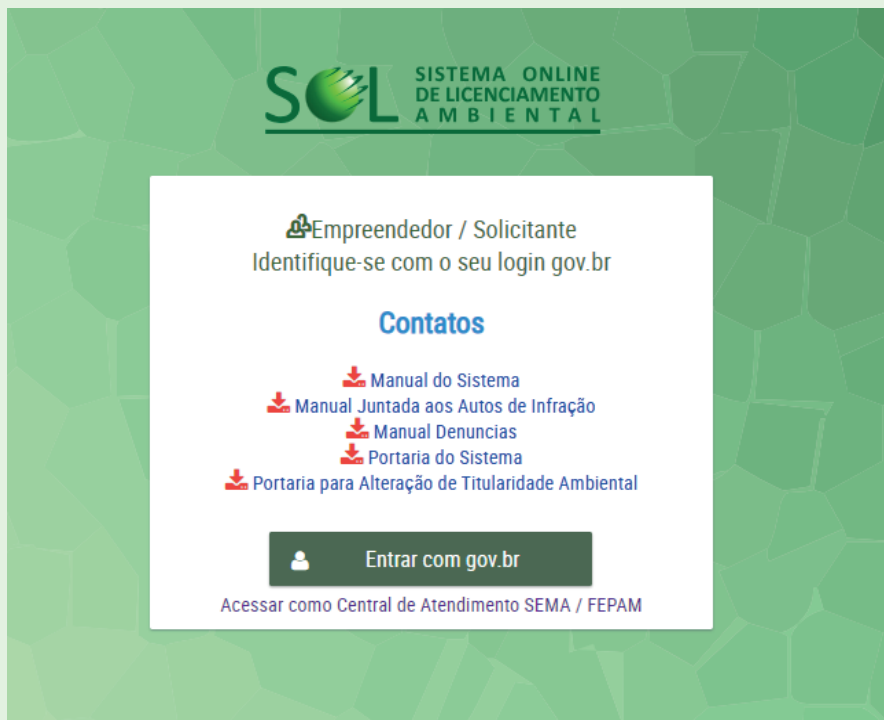 SOL
SISTEMA ONLINE
DE LICENCIAMENTO
AMBIENTAL
Empreendedor / Solicitante
Identifique-se com o seu login gov.br
Contatos
Manual do Sistema
Manual Juntada aos Autos de Infração
Manual Denuncias
Portaria do Sistema
Portaria para Alteração de Titularidade Ambiental
Entrar com gov.br
Acessar como Central de Atendimento SEMA / FEPAM